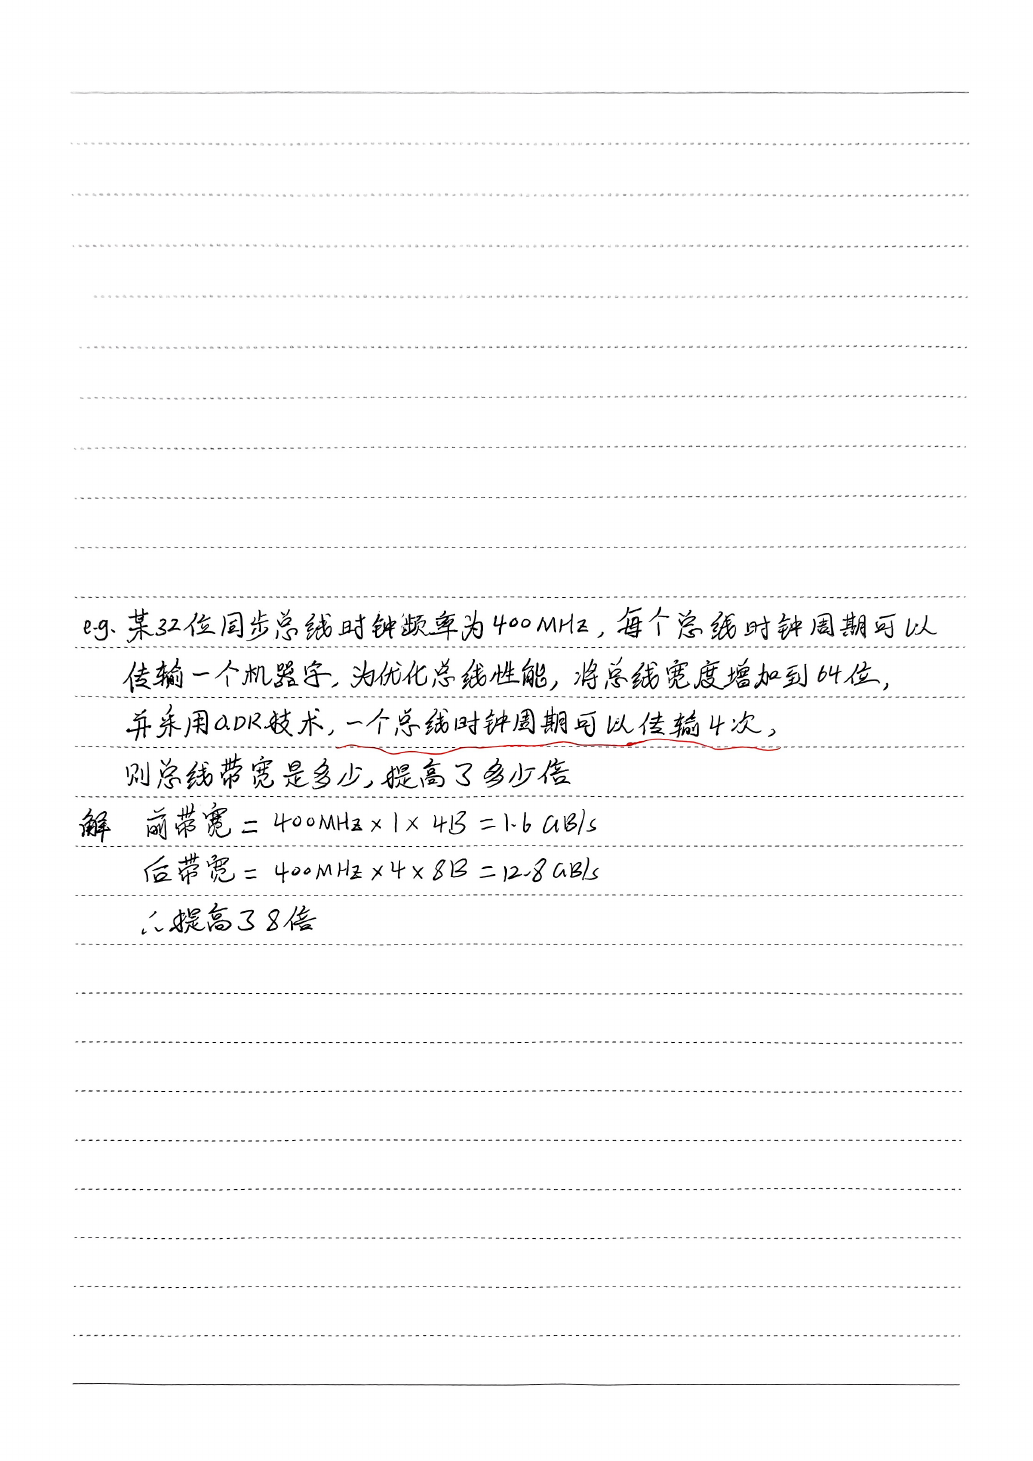 e.g. 某32位同步总线时钟频率为400MHz，每个总线时钟周期可以
传输一个机器字，为优化总线性能，将总线宽度增加到64位，
并采用QDR技术，一个总线时钟周期可以传输4次，
则总线带宽是多少，提高了多少倍
解 前带宽 = 400MHz × 1 × 4B = 1.6 GB/s
后带宽 = 400MHz × 4 × 8B = 12.8 GB/s
∴ 提高了8倍